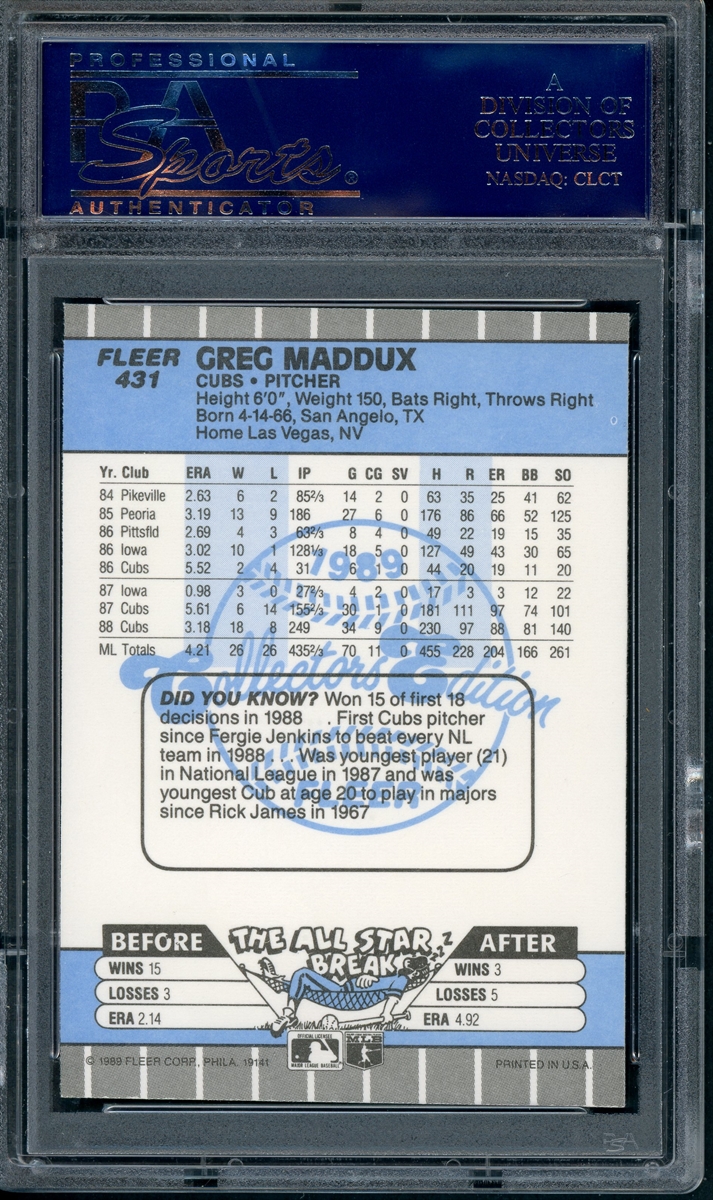 PROFESSIONAL
PSA
Sports®
AUTHENTICATOR
A
DIVISION OF
COLLECTORS
UNIVERSE
NASDAQ: CLCT
FLEER
431
GREG MADDUX
CUBS • PITCHER
Height 6'0", Weight 150, Bats Right, Throws Right
Born 4-14-66, San Angelo, TX
Home Las Vegas, NV
Yr. Club ERA W L IP G CG SV H R ER BB SO
84 Pikeville 2.63 6 2 85⅔ 14 2 0 63 35 25 41 62
85 Peoria 3.19 13 9 186 27 6 0 176 86 66 52 125
86 Pittsfld 2.69 4 3 63⅔ 8 4 0 49 22 19 15 35
86 Iowa 3.02 10 1 128⅓ 18 5 0 127 49 43 30 65
86 Cubs 5.52 2 4 31 6 1 0 44 20 19 11 20
87 Iowa 0.98 3 0 27⅔ 4 2 0 17 3 3 12 22
87 Cubs 5.61 6 14 155⅔ 30 1 0 181 111 97 74 101
88 Cubs 3.18 18 8 249 34 9 0 230 97 88 81 140
ML Totals 4.21 26 26 435⅔ 70 11 0 455 228 204 166 261
1989
Collectors Edition
FLEER
DID YOU KNOW? Won 15 of first 18
decisions in 1988 . . First Cubs pitcher
since Fergie Jenkins to beat every NL
team in 1988 . . . Was youngest player (21)
in National League in 1987 and was
youngest Cub at age 20 to play in majors
since Rick James in 1967
BEFORE
THE ALL STAR
BREAK
ZZZ
AFTER
WINS 15
LOSSES 3
ERA 2.14
WINS 3
LOSSES 5
ERA 4.92
© 1989 FLEER CORP., PHILA. 19141
OFFICIAL LICENSEE
MAJOR LEAGUE BASEBALL
MLB
PRINTED IN U.S.A.
PSA